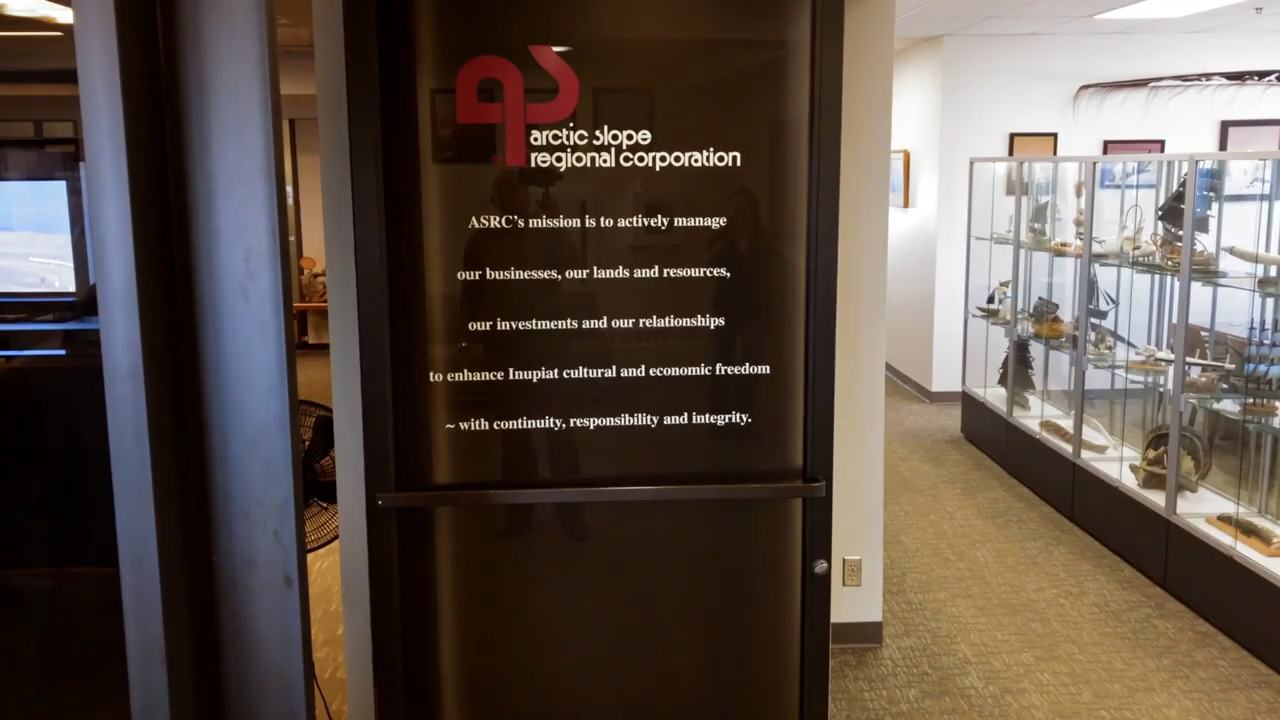 arctic slope
regional corporation
ASRC's mission is to actively manage
our businesses, our lands and resources,
our investments and our relationships
to enhance Inupiat cultural and economic freedom
~ with continuity, responsibility and integrity.